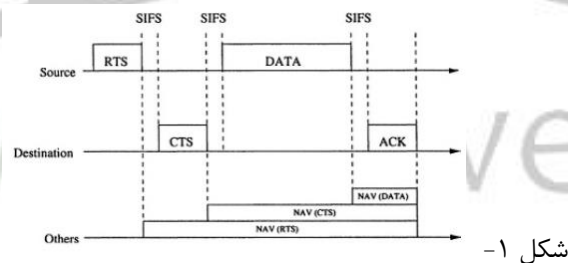 SIFS SIFS SIFS
RTS DATA
Source
CTS ACK
Destination
NAV (DATA)
NAV (CTS)
NAV (RTS)
Others
شکل ۱-